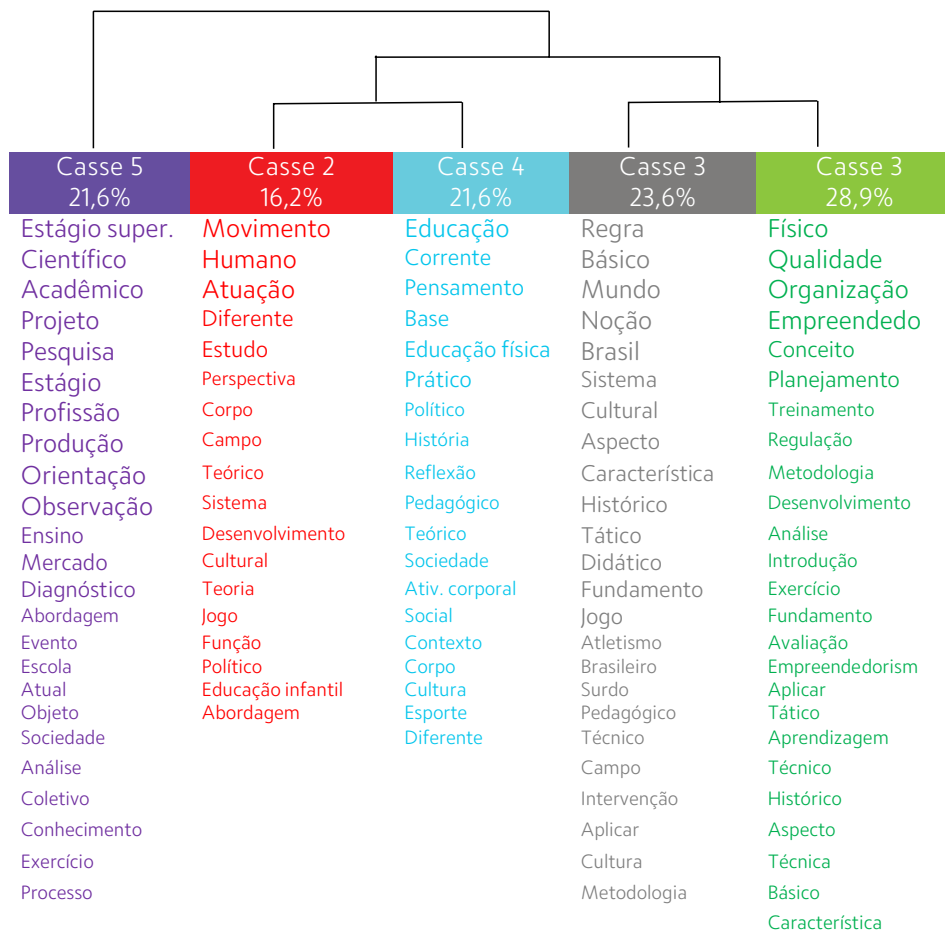 Casse 5
21,6%
Estágio super.
Científico
Acadêmico
Projeto
Pesquisa
Estágio
Profissão
Produção
Orientação
Observação
Ensino
Mercado
Diagnóstico
Abordagem
Evento
Escola
Atual
Objeto
Sociedade
Análise
Coletivo
Conhecimento
Exercício
Processo
Casse 2
16,2%
Movimento
Humano
Atuação
Diferente
Estudo
Perspectiva
Corpo
Campo
Teórico
Sistema
Desenvolvimento
Cultural
Teoria
Jogo
Função
Político
Educação infantil
Abordagem
Casse 4
21,6%
Educação
Corrente
Pensamento
Base
Educação física
Prático
Político
História
Reflexão
Pedagógico
Teórico
Sociedade
Ativ. corporal
Social
Contexto
Corpo
Cultura
Esporte
Diferente
Casse 3
23,6%
Regra
Básico
Mundo
Noção
Brasil
Sistema
Cultural
Aspecto
Característica
Histórico
Tático
Didático
Fundamento
Jogo
Atletismo
Brasileiro
Surdo
Pedagógico
Técnico
Campo
Intervenção
Aplicar
Cultura
Metodologia
Casse 3
28,9%
Físico
Qualidade
Organização
Empreendedo
Conceito
Planejamento
Treinamento
Regulação
Metodologia
Desenvolvimento
Análise
Introdução
Exercício
Fundamento
Avaliação
Empreendedorism
Aplicar
Tático
Aprendizagem
Técnico
Histórico
Aspecto
Técnica
Básico
Característica